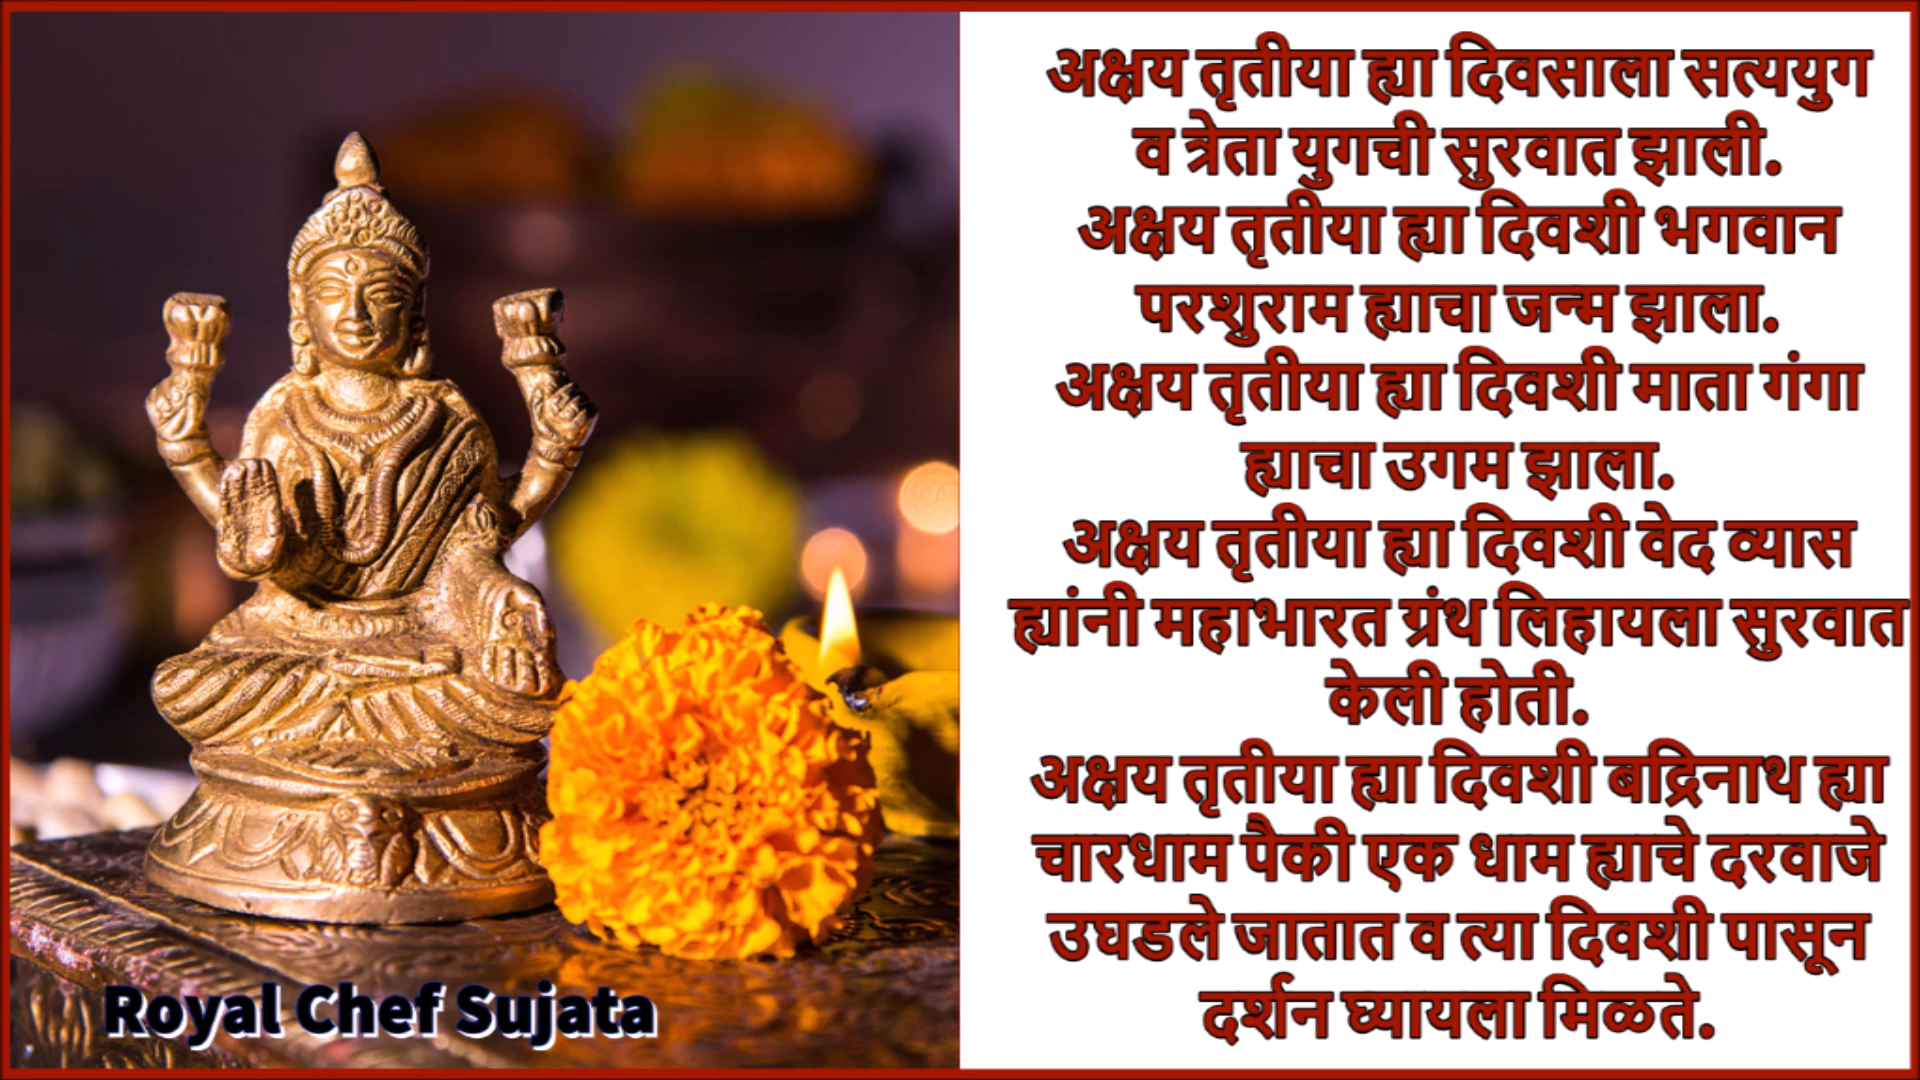 अक्षय तृतीया ह्या दिवसाला सत्ययुग
व त्रेता युगची सुरवात झाली.
अक्षय तृतीया ह्या दिवशी भगवान
परशुराम ह्याचा जन्म झाला.
अक्षय तृतीया ह्या दिवशी माता गंगा
ह्याचा उगम झाला.
अक्षय तृतीया ह्या दिवशी वेद व्यास
ह्यांनी महाभारत ग्रंथ लिहायला सुरवात
केली होती.
अक्षय तृतीया ह्या दिवशी बद्रिनाथ ह्या
चारधाम पैकी एक धाम ह्याचे दरवाजे
उघडले जातात व त्या दिवशी पासून
दर्शन घ्यायला मिळते.
Royal Chef Sujata